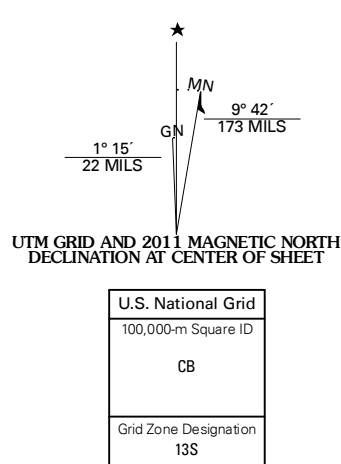 ★
MN
GN
9° 42´
173 MILS
1° 15´
22 MILS
UTM GRID AND 2011 MAGNETIC NORTH
DECLINATION AT CENTER OF SHEET
U.S. National Grid
100,000-m Square ID
CB
Grid Zone Designation
13S